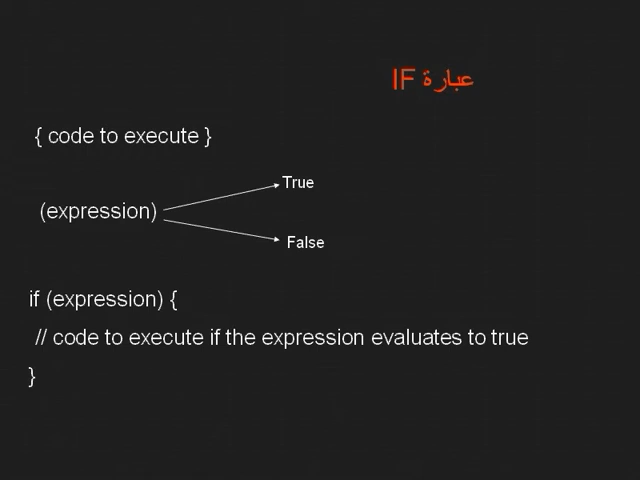 عبارة IF
{ code to execute }
True
(expression)
False
if (expression) {
// code to execute if the expression evaluates to true
}